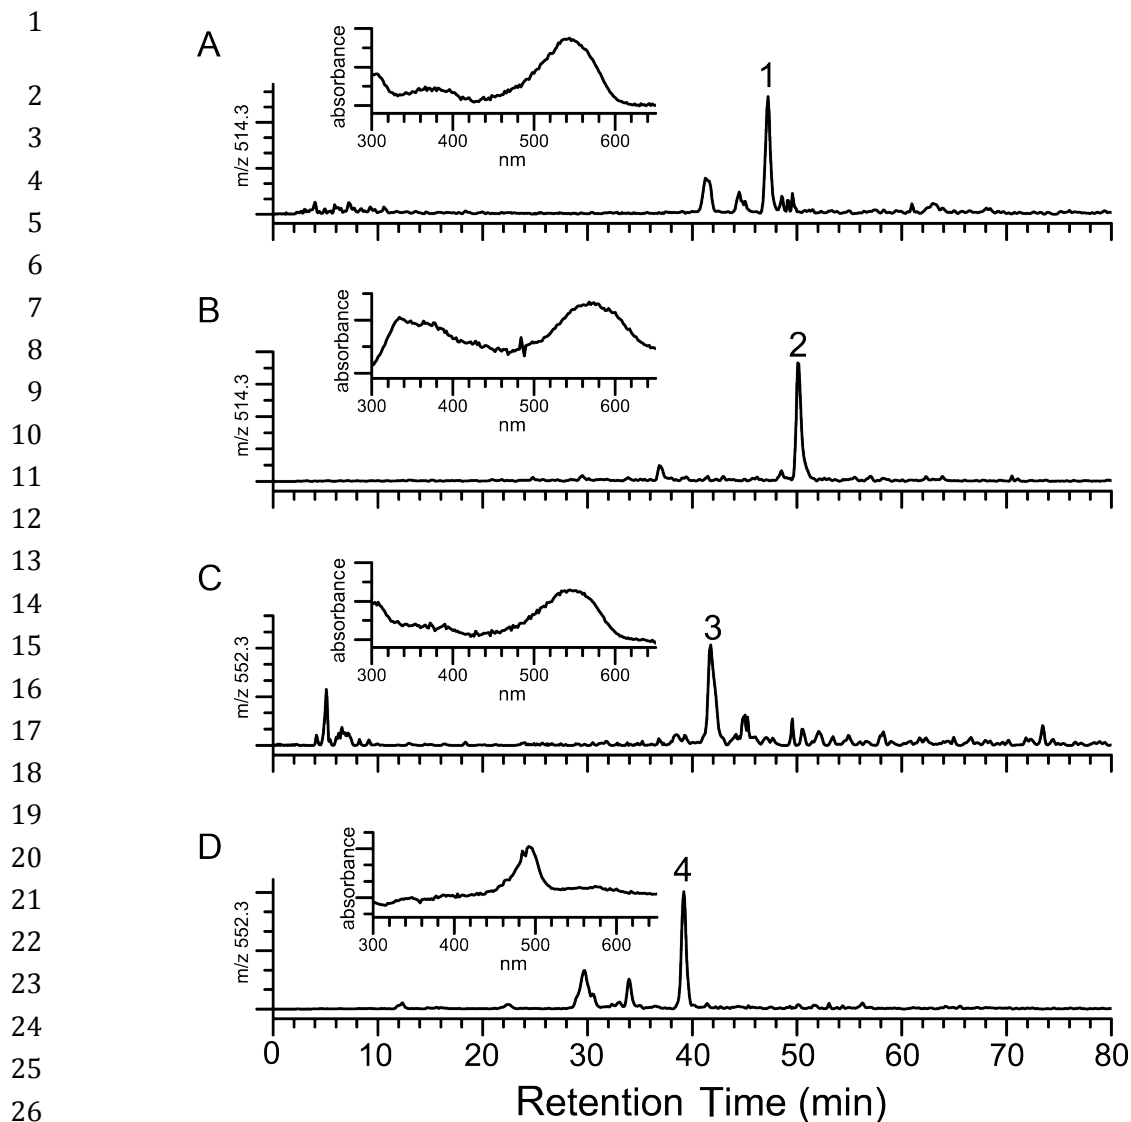 1
A
absorbance
300 400 500 600
nm
1
2
3
4
5
m/z 514.3
6
7
B
absorbance
300 400 500 600
nm
2
8
9
10
11
m/z 514.3
12
13
C
absorbance
300 400 500 600
nm
3
14
15
16
17
m/z 552.3
18
19
D
absorbance
300 400 500 600
nm
4
20
21
22
23
m/z 552.3
24
0 10 20 30 40 50 60 70 80
25
Retention Time (min)
26